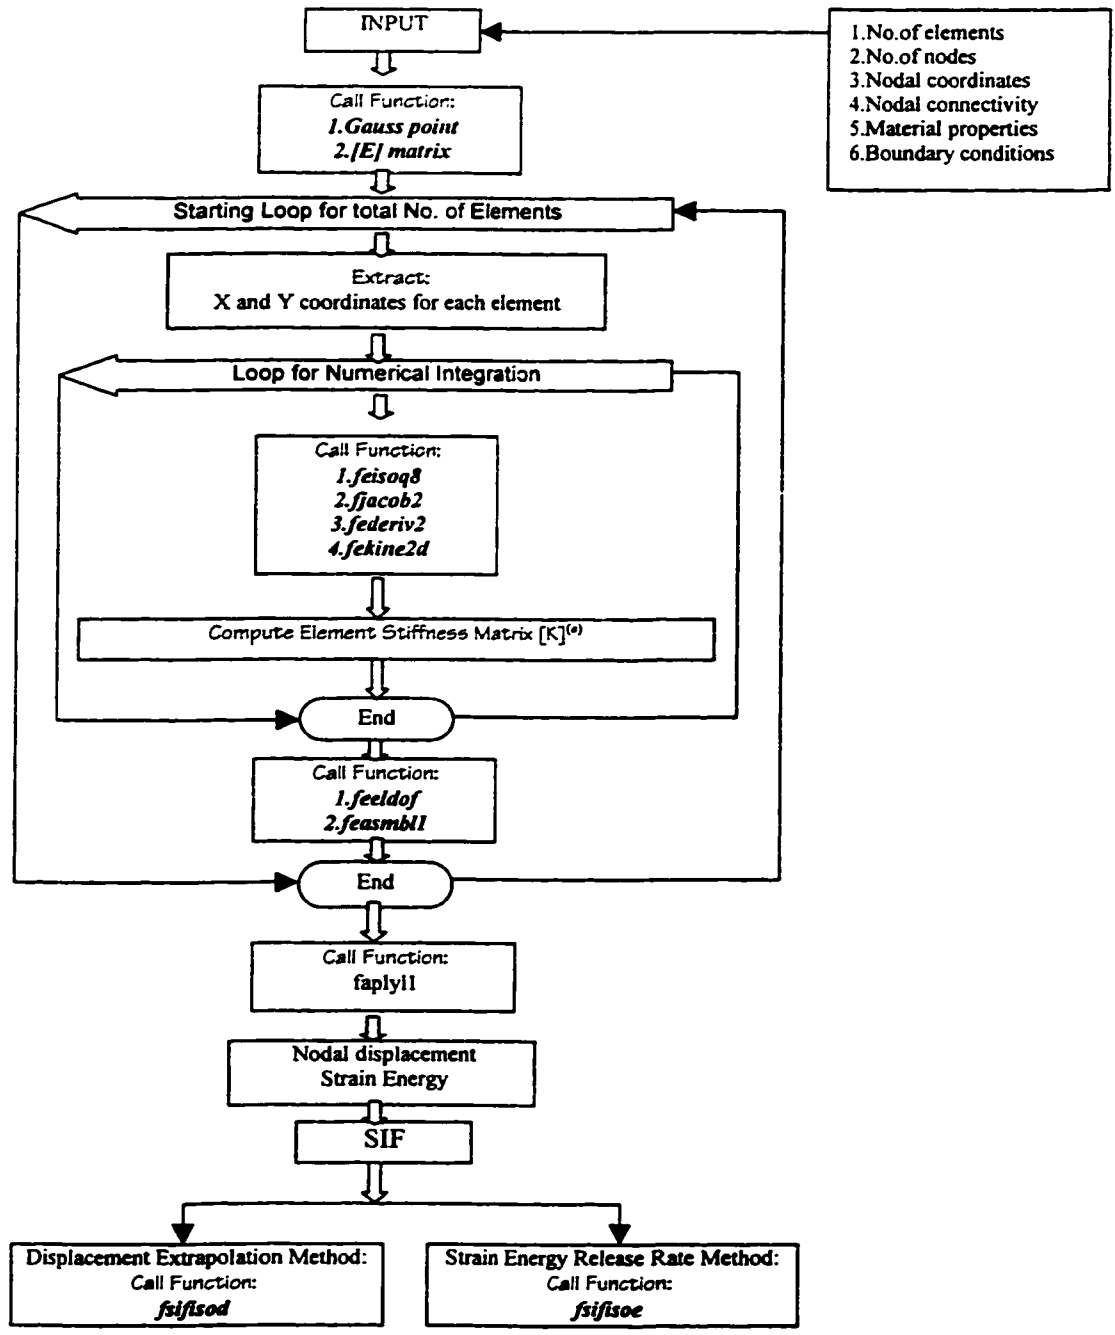 INPUT
1.No.of elements
2.No.of nodes
3.Nodal coordinates
4.Nodal connectivity
5.Material properties
6.Boundary conditions
Call Function:
1.Gauss point
2.[E] matrix
Starting Loop for total No. of Elements
Extract:
X and Y coordinates for each element
Loop for Numerical Integration
Call Function:
1.feisoq8
2.fjacob2
3.federiv2
4.fekine2d
Compute Element Stiffness Matrix [K](e)
End
Call Function:
1.feeldof
2.feasmbl1
End
Call Function:
faplyl1
Nodal displacement
Strain Energy
SIF
Displacement Extrapolation Method:
Call Function:
fsifisod
Strain Energy Release Rate Method:
Call Function:
fsifisoe